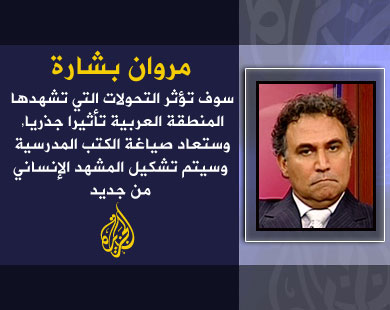 مروان بشارة
سوف تؤثر التحولات التي تشهدها
المنطقة العربية تأثيرا جذريا،
وستعاد صياغة الكتب المدرسية
وسيتم تشكيل المشهد الإنساني
من جديد
الجزيرة